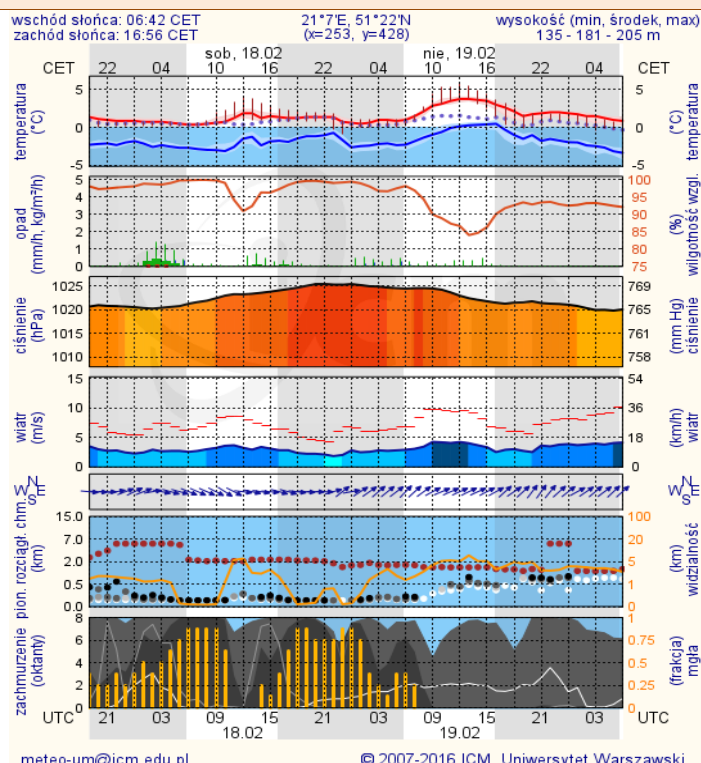 wschód słońca: 06:42 CET 21°7'E, 51°22'N wysokość (min, środek, max)
zachód słońca: 16:56 CET (x=253, y=428) 135 - 181 - 205 m
sob, 18.02 nie, 19.02
CET 22 04 10 16 22 04 10 16 22 04 CET
temperatura (°C) 5 0 -5 5 0 -5 temperatura (°C)
opad (mm/h, kg/m²/h) 5 4 3 2 1 0 100 95 90 85 80 75 (%) wilgotność wzgl.
ciśnienie (hPa) 1025 1020 1015 1010 769 765 761 758 (mm Hg) ciśnienie
wiatr (m/s) 15 10 5 0 54 36 18 0 (km/h) wiatr
W N S E W N S E
pion. rozciągł. chm. (km) 15.0 7.0 2.0 0.5 0.0 100 20 5 1 0 (km) widzialność
zachmurzenie (oktanty) 8 6 4 2 0 1 0.75 0.5 0.25 0 (frakcja) mgła
UTC 21 03 09 15 21 03 09 15 21 03 UTC
18.02 19.02
meteo-um@icm.edu.pl © 2007-2016 ICM, Uniwersytet Warszawski